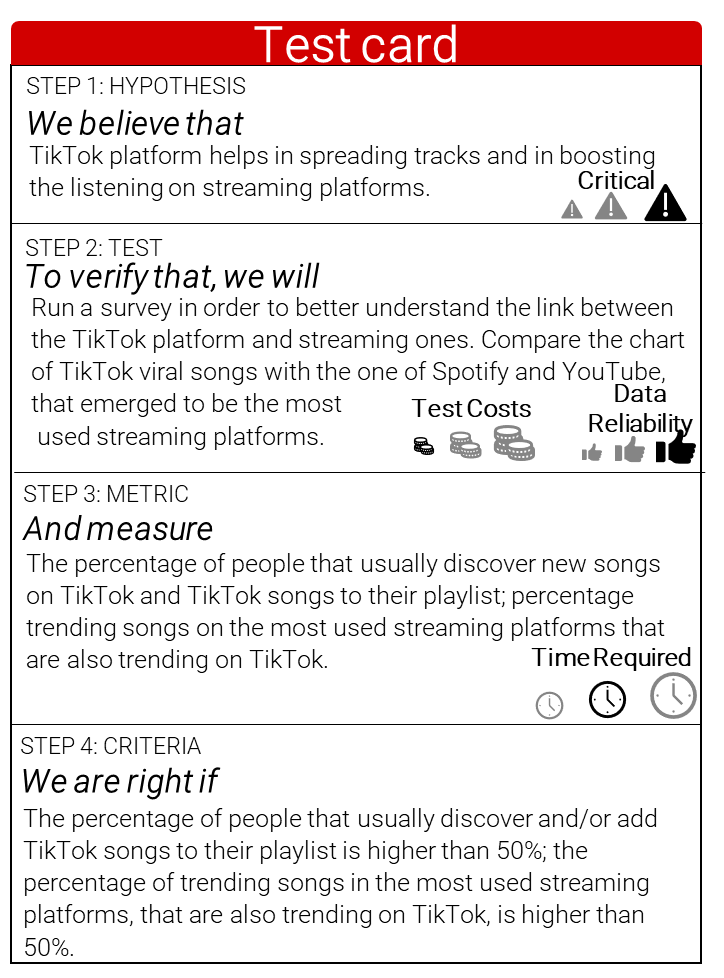 Test card
STEP 1: HYPOTHESIS
We believe that
TikTok platform helps in spreading tracks and in boosting
the listening on streaming platforms.
Critical
STEP 2: TEST
To verify that, we will
Run a survey in order to better understand the link between
the TikTok platform and streaming ones. Compare the chart
of TikTok viral songs with the one of Spotify and YouTube,
that emerged to be the most
used streaming platforms.
Test Costs
Data
Reliability
STEP 3: METRIC
And measure
The percentage of people that usually discover new songs
on TikTok and TikTok songs to their playlist; percentage
trending songs on the most used streaming platforms that
are also trending on TikTok.
Time Required
STEP 4: CRITERIA
We are right if
The percentage of people that usually discover and/or add
TikTok songs to their playlist is higher than 50%; the
percentage of trending songs in the most used streaming
platforms, that are also trending on TikTok, is higher than
50%.